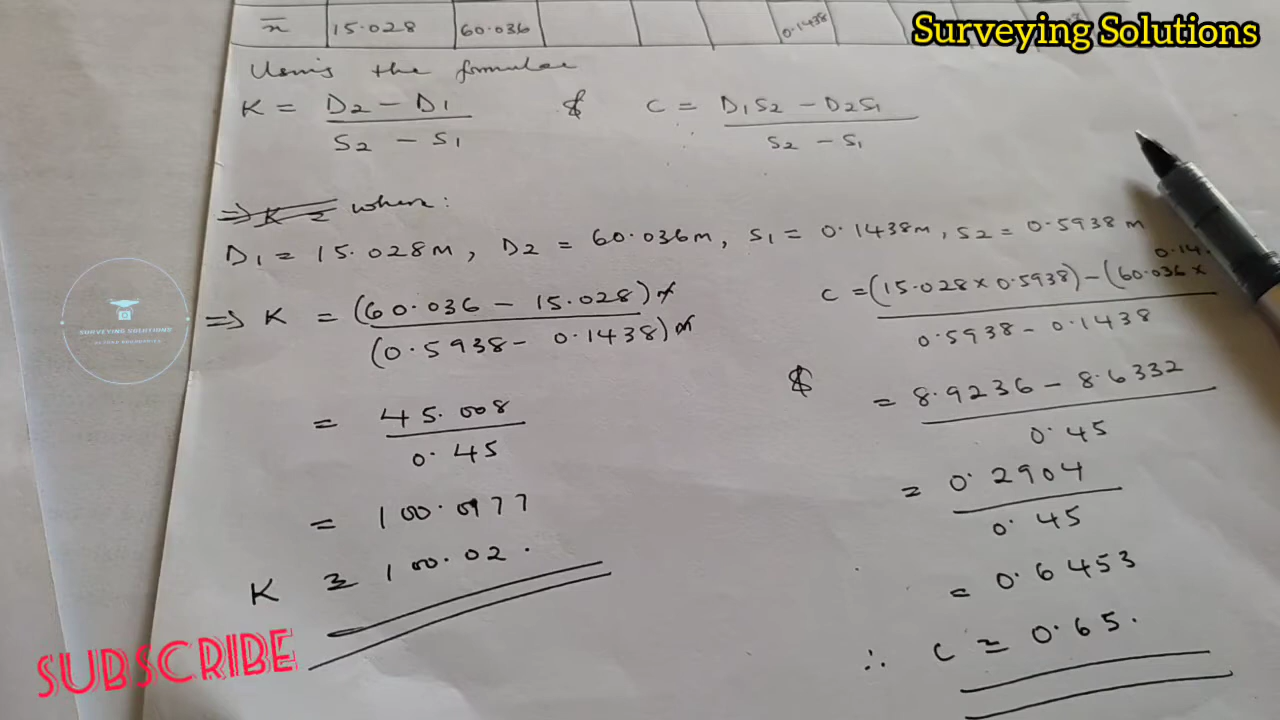 Surveying Solutions
x̄ 15.028 60.036 0.1438
Using the formulae
K = D2 - D1 / S2 - S1 & C = D1S2 - D2S1 / S2 - S1
⇒ K = where:
D1 = 15.028m, D2 = 60.036m, S1 = 0.1438m, S2 = 0.5938m
⇒ K = (60.036 - 15.028)m / (0.5938 - 0.1438)m
= 45.008 / 0.45
= 100.0177
K ≃ 100.02.
& C = (15.028 x 0.5938) - (60.036 x 0.14 / 0.5938 - 0.1438
= 8.9236 - 8.6332 / 0.45
= 0.2904 / 0.45
= 0.6453
∴ C ≃ 0.65.
SURVEYING SOLUTIONS
SUBSCRIBE